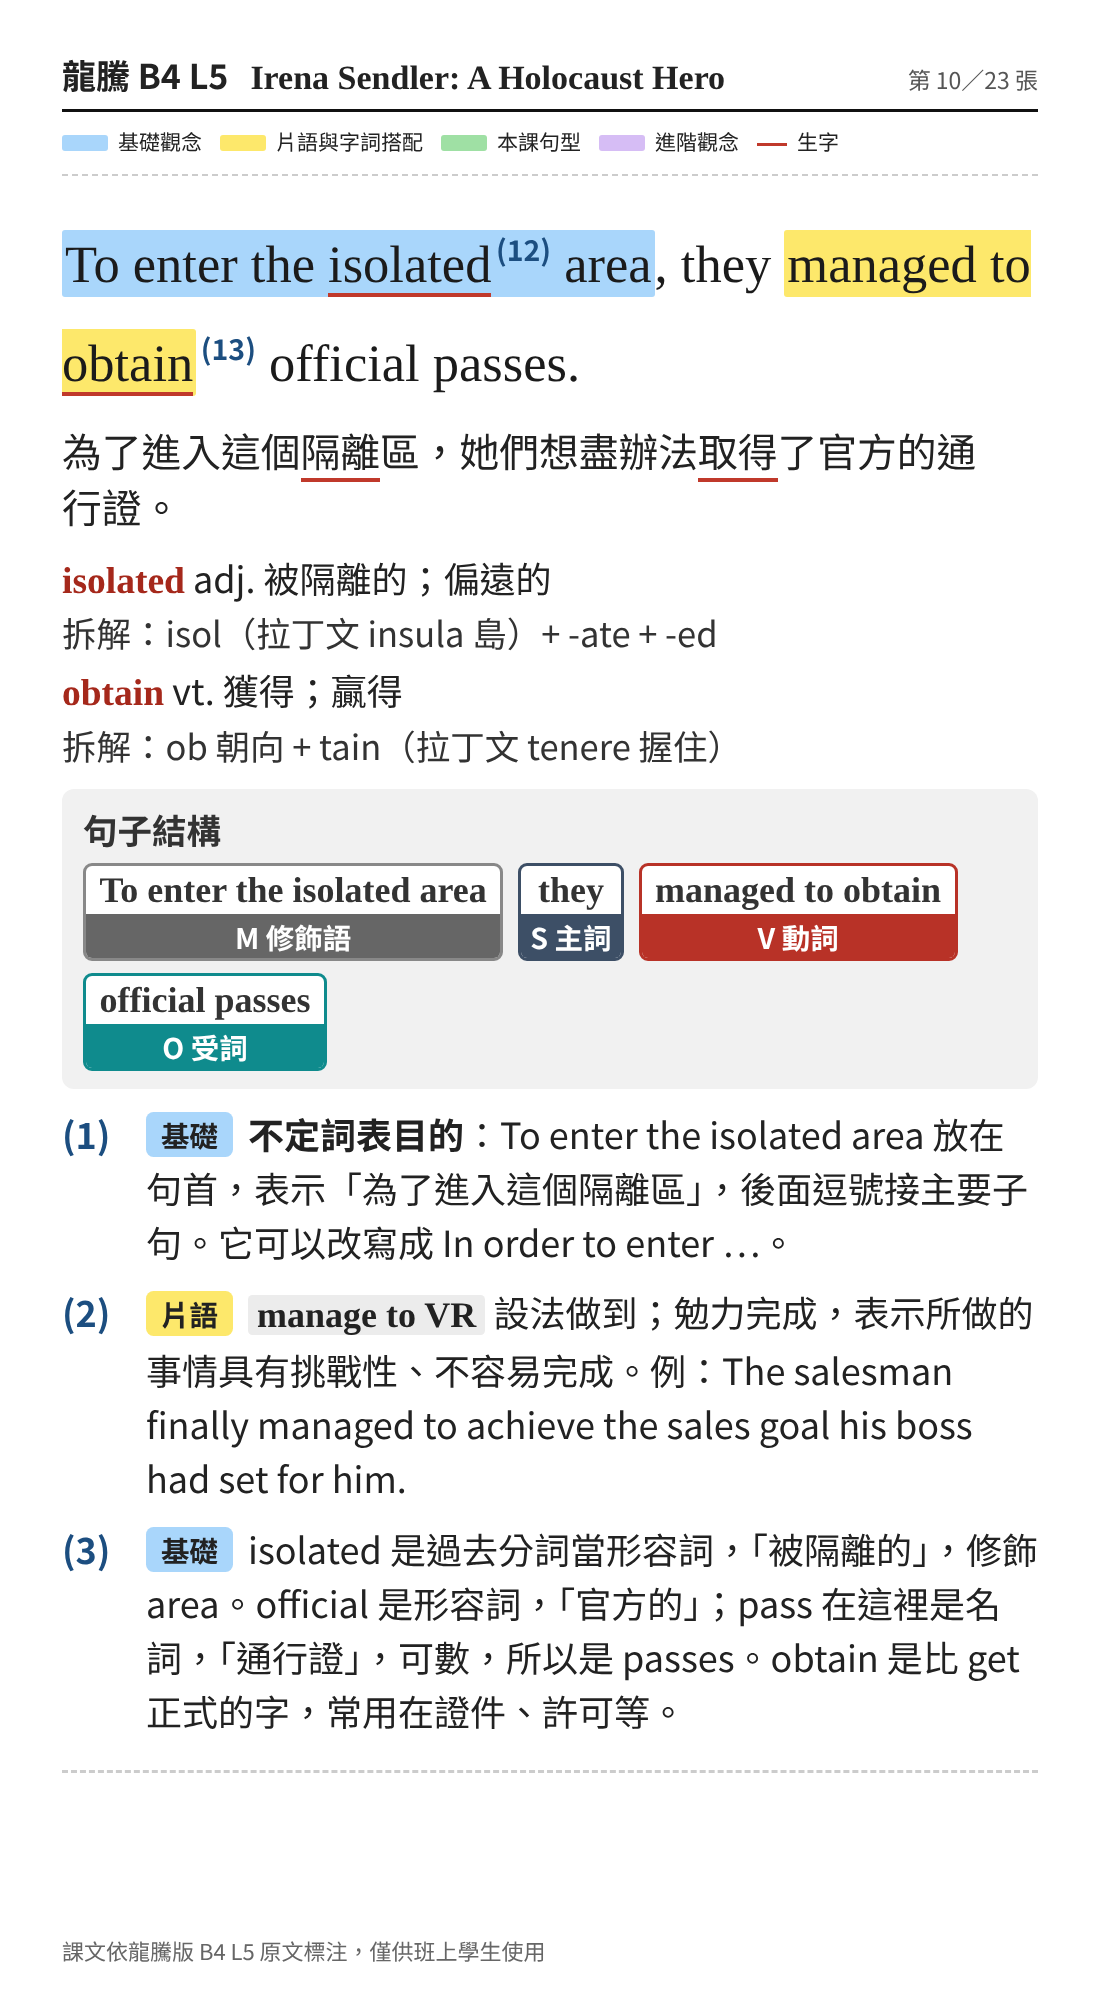 龍騰 B4 L5 Irena Sendler: A Holocaust Hero 第 10／23 張
基礎觀念 片語與字詞搭配 本課句型 進階觀念 生字
To enter the isolated(12) area, they managed to
obtain(13) official passes.
為了進入這個隔離區，她們想盡辦法取得了官方的通
行證。
isolated adj. 被隔離的；偏遠的
拆解：isol（拉丁文 insula 島）+ -ate + -ed
obtain vt. 獲得；贏得
拆解：ob 朝向 + tain（拉丁文 tenere 握住）
句子結構
To enter the isolated area they managed to obtain
M 修飾語 S 主詞 V 動詞
official passes
O 受詞
(1) 基礎 不定詞表目的：To enter the isolated area 放在
句首，表示「為了進入這個隔離區」，後面逗號接主要子
句。它可以改寫成 In order to enter …。
(2) 片語 manage to VR 設法做到；勉力完成，表示所做的
事情具有挑戰性、不容易完成。例：The salesman
finally managed to achieve the sales goal his boss
had set for him.
(3) 基礎 isolated 是過去分詞當形容詞，「被隔離的」，修飾
area。official 是形容詞，「官方的」；pass 在這裡是名
詞，「通行證」，可數，所以是 passes。obtain 是比 get
正式的字，常用在證件、許可等。
課文依龍騰版 B4 L5 原文標注，僅供班上學生使用